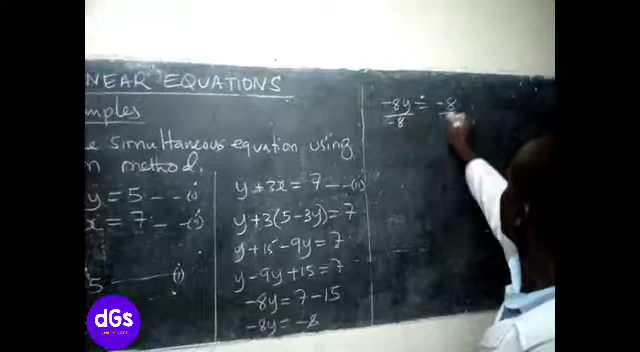 NEAR EQUATIONS
mples
e simultaneous equation using
n method.
y = 5 - - (i)
x = 7 - - (ii)
5 (i)
y + 3x = 7 - - (ii)
y + 3(5 - 3y) = 7
y + 15 - 9y = 7
y - 9y + 15 = 7
-8y = 7 - 15
-8y = -8
-8y = -8
-8
dGs